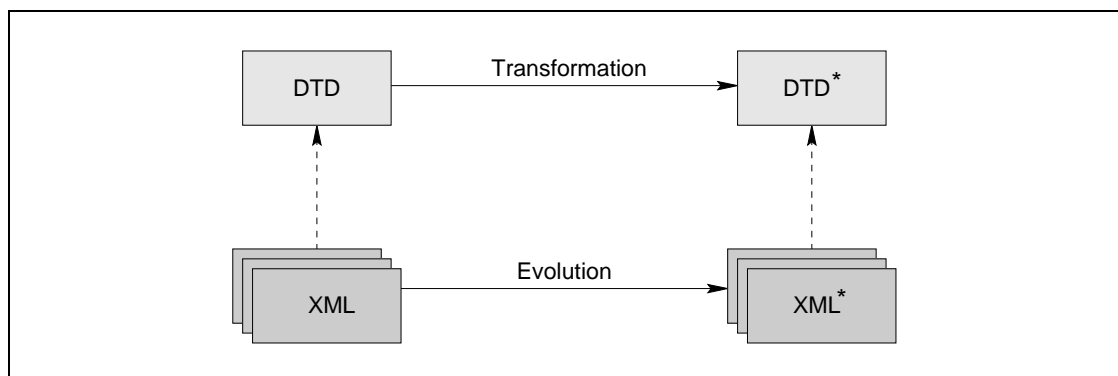 Transformation
DTD
DTD*
Evolution
XML
XML*